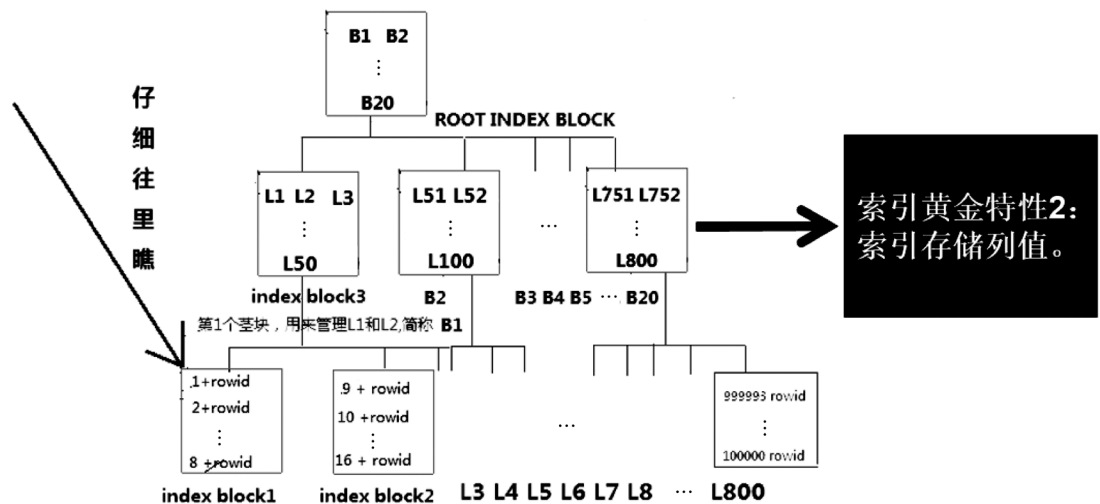 B1 B2
⋮
B20
ROOT INDEX BLOCK
仔细往里瞧
L1 L2 L3
⋮
L50
L51 L52
⋮
L100
...
L751 L752
⋮
L800
索引黄金特性2：
索引存储列值。
index block3
B2
B3 B4 B5 ... B20
第1个茎块，用来管理L1和L2,简称 B1
1+rowid
2+rowid
⋮
8 +rowid
9 + rowid
10 +rowid
⋮
16 + rowid
...
999993 rowid
⋮
100000 rowid
index block1
index block2
L3 L4 L5 L6 L7 L8 ... L800